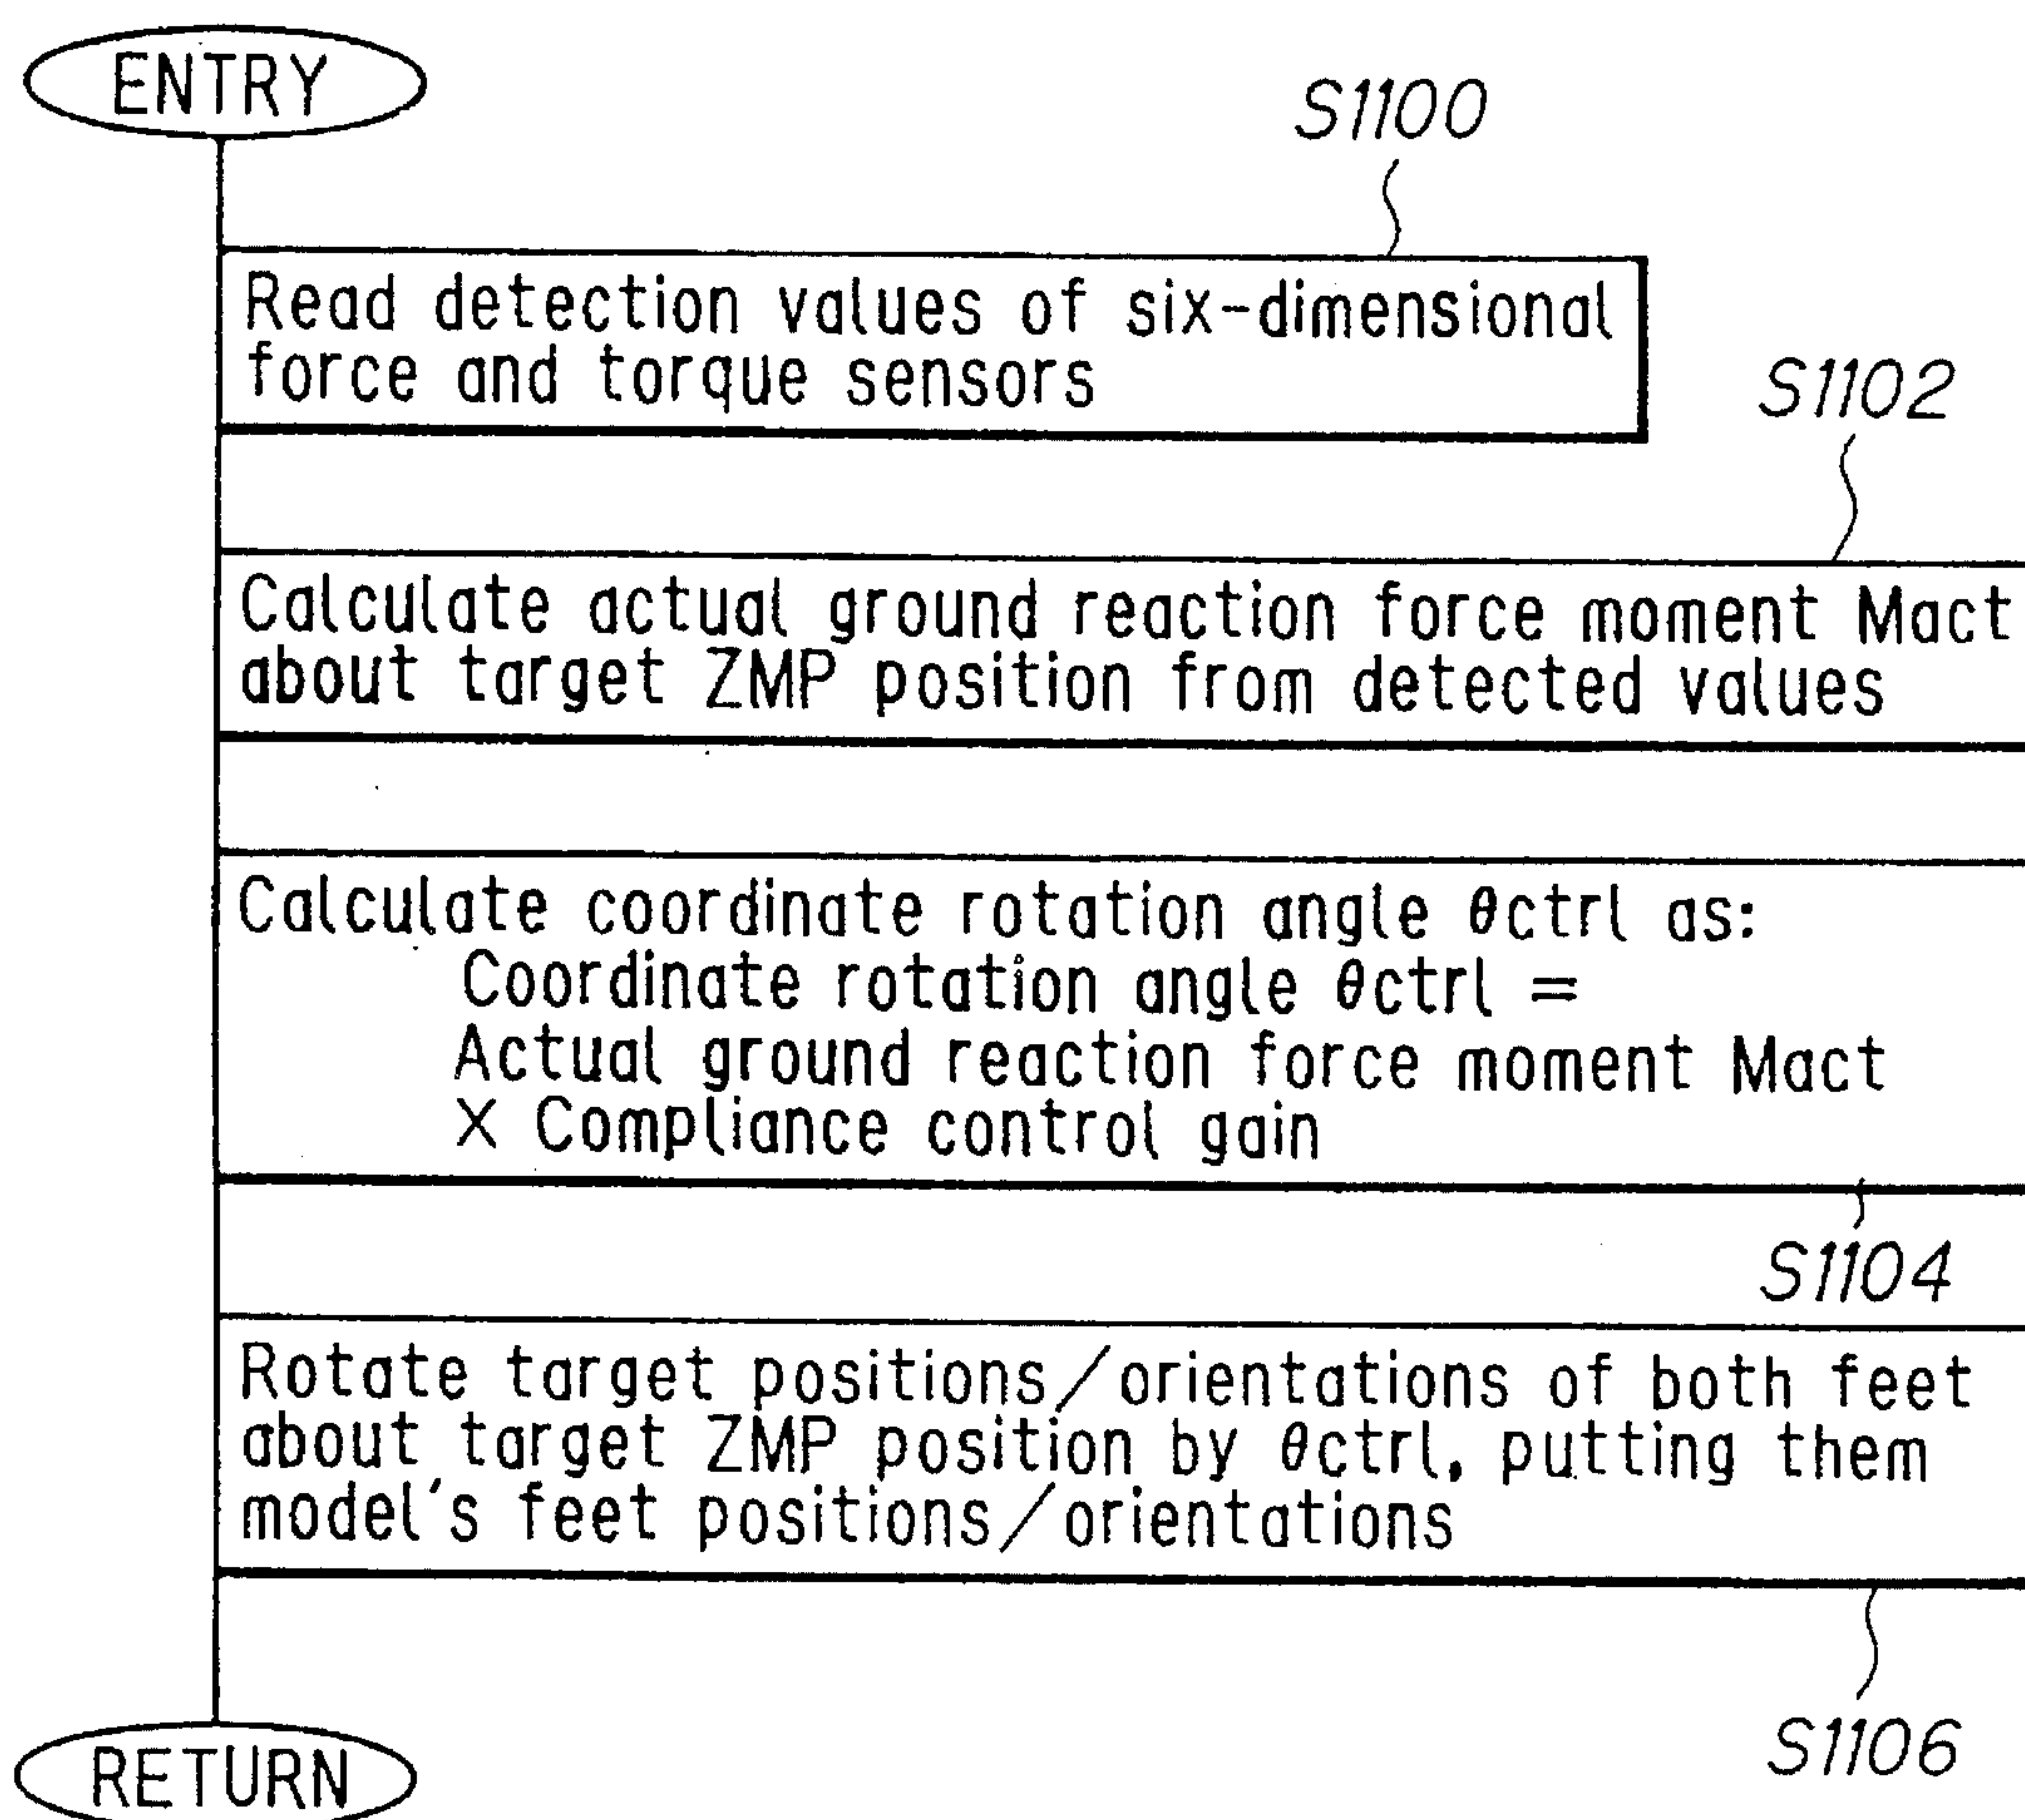 ENTRY
S1100
Read detection values of six-dimensional
force and torque sensors
S1102
Calculate actual ground reaction force moment Mact
about target ZMP position from detected values
Calculate coordinate rotation angle θctrl as:
Coordinate rotation angle θctrl =
Actual ground reaction force moment Mact
X Compliance control gain
S1104
Rotate target positions/orientations of both feet
about target ZMP position by θctrl, putting them
model's feet positions/orientations
S1106
RETURN